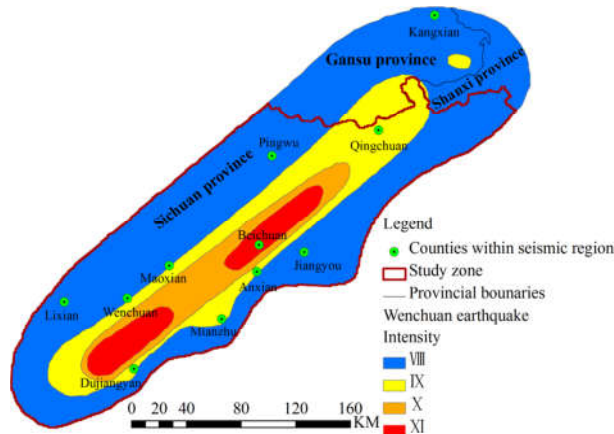 Kangxian
Gansu province
Shanxi province
Qingchuan
Pingwu
Sichuan province
Beichuan
Jiangyou
Maoxian
Anxian
Wenchuan
Lixian
Mianzhu
Dujiangyan
0 20 40 80 120 160
KM
Legend
Counties within seismic region
Study zone
Provincial bounaries
Wenchuan earthquake
Intensity
Ⅷ
Ⅸ
Ⅹ
Ⅺ